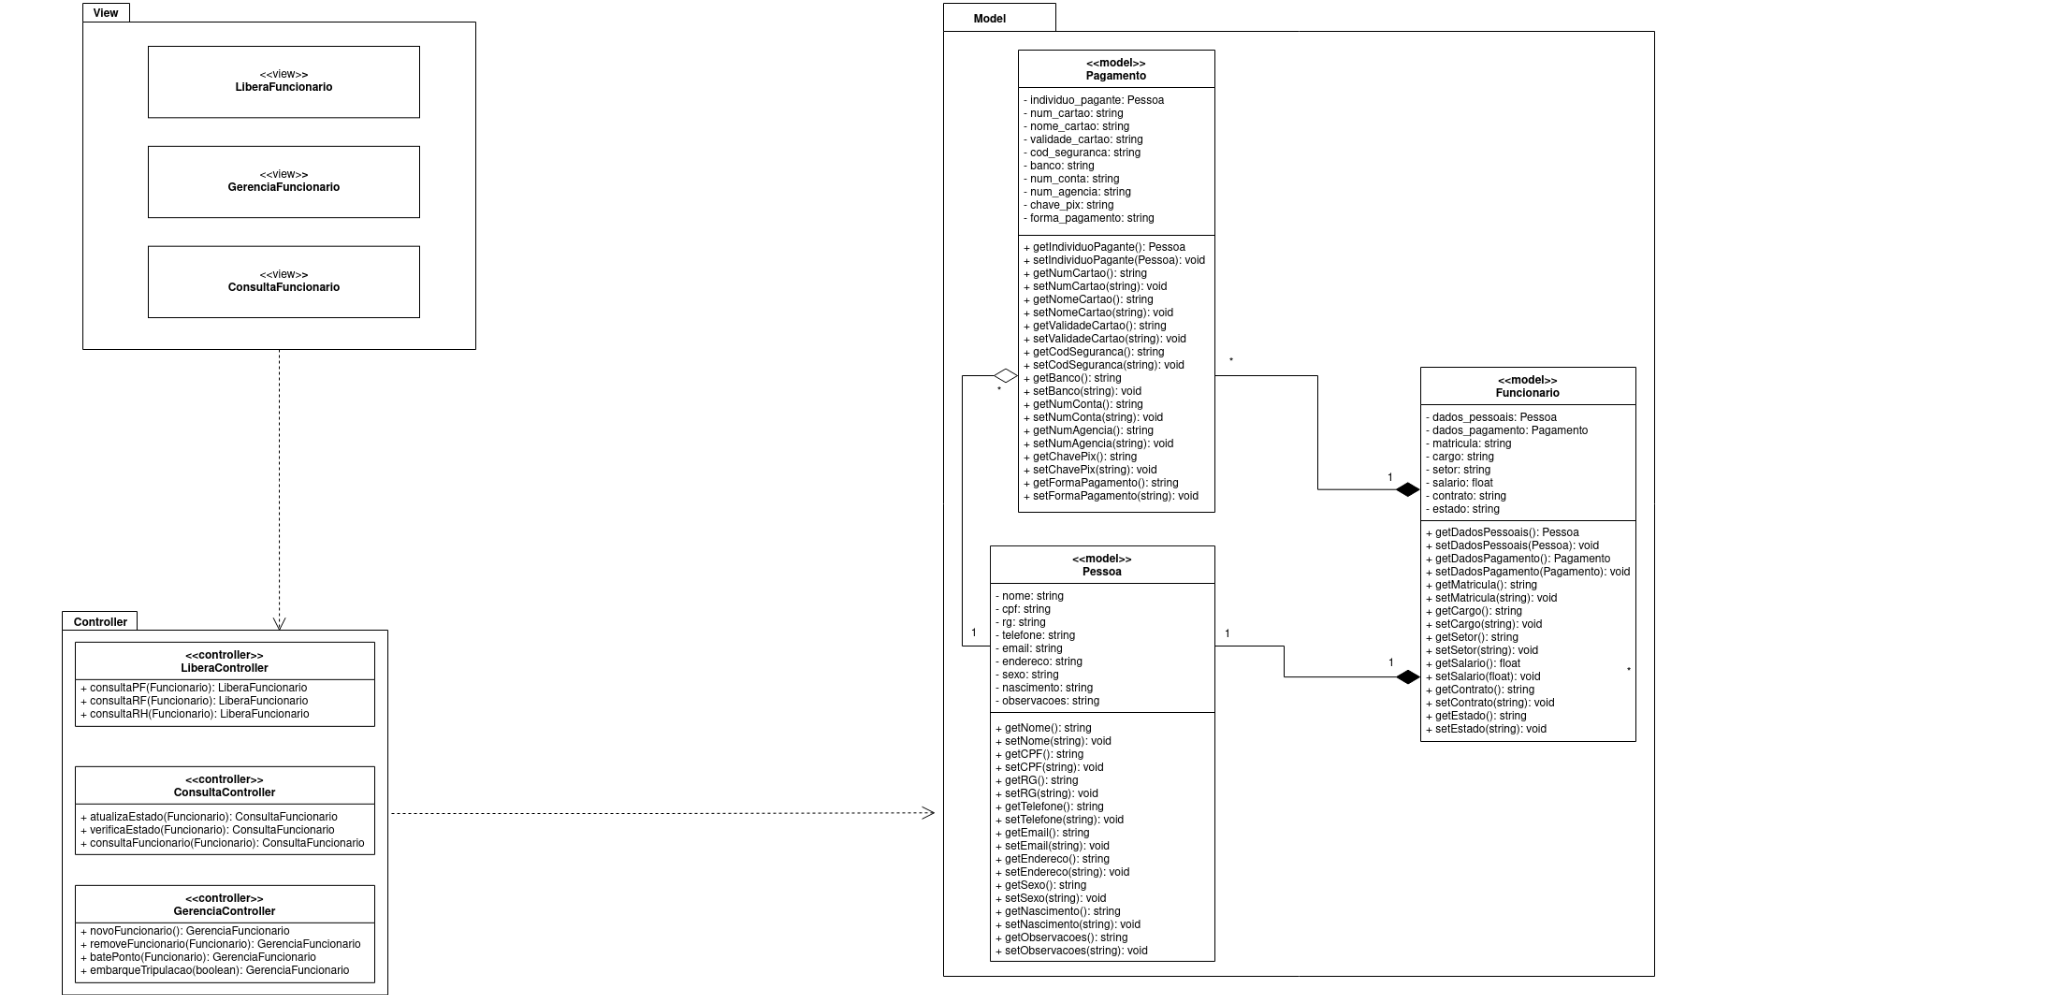 View
<<view>>
LiberaFuncionario
<<view>>
GerenciaFuncionario
<<view>>
ConsultaFuncionario
Controller
<<controller>>
LiberaController
+ consultaPF(Funcionario): LiberaFuncionario
+ consultaRF(Funcionario): LiberaFuncionario
+ consultaRH(Funcionario): LiberaFuncionario
<<controller>>
ConsultaController
+ atualizaEstado(Funcionario): ConsultaFuncionario
+ verificaEstado(Funcionario): ConsultaFuncionario
+ consultaFuncionario(Funcionario): ConsultaFuncionario
<<controller>>
GerenciaController
+ novoFuncionario(): GerenciaFuncionario
+ removeFuncionario(Funcionario): GerenciaFuncionario
+ batePonto(Funcionario): GerenciaFuncionario
+ embarqueTripulacao(boolean): GerenciaFuncionario
Model
<<model>>
Pagamento
- individuo_pagante: Pessoa
- num_cartao: string
- nome_cartao: string
- validade_cartao: string
- cod_seguranca: string
- banco: string
- num_conta: string
- num_agencia: string
- chave_pix: string
- forma_pagamento: string
+ getIndividuoPagante(): Pessoa
+ setIndividuoPagante(Pessoa): void
+ getNumCartao(): string
+ setNumCartao(string): void
+ getNomeCartao(): string
+ setNomeCartao(string): void
+ getValidadeCartao(): string
+ setValidadeCartao(string): void
+ getCodSeguranca(): string
+ setCodSeguranca(string): void
+ getBanco(): string
+ setBanco(string): void
+ getNumConta(): string
+ setNumConta(string): void
+ getNumAgencia(): string
+ setNumAgencia(string): void
+ getChavePix(): string
+ setChavePix(string): void
+ getFormaPagamento(): string
+ setFormaPagamento(string): void
*
*
1
<<model>>
Pessoa
- nome: string
- cpf: string
- rg: string
- telefone: string
- email: string
- endereco: string
- sexo: string
- nascimento: string
- observacoes: string
+ getNome(): string
+ setNome(string): void
+ getCPF(): string
+ setCPF(string): void
+ getRG(): string
+ setRG(string): void
+ getTelefone(): string
+ setTelefone(string): void
+ getEmail(): string
+ setEmail(string): void
+ getEndereco(): string
+ setEndereco(string): void
+ getSexo(): string
+ setSexo(string): void
+ getNascimento(): string
+ setNascimento(string): void
+ getObservacoes(): string
+ setObservacoes(string): void
1
1
1
<<model>>
Funcionario
- dados_pessoais: Pessoa
- dados_pagamento: Pagamento
- matricula: string
- cargo: string
- setor: string
- salario: float
- contrato: string
- estado: string
+ getDadosPessoais(): Pessoa
+ setDadosPessoais(Pessoa): void
+ getDadosPagamento(): Pagamento
+ setDadosPagamento(Pagamento): void
+ getMatricula(): string
+ setMatricula(string): void
+ getCargo(): string
+ setCargo(string): void
+ getSetor(): string
+ setSetor(string): void
+ getSalario(): float
+ setSalario(float): void
+ getContrato(): string
+ setContrato(string): void
+ getEstado(): string
+ setEstado(string): void
*